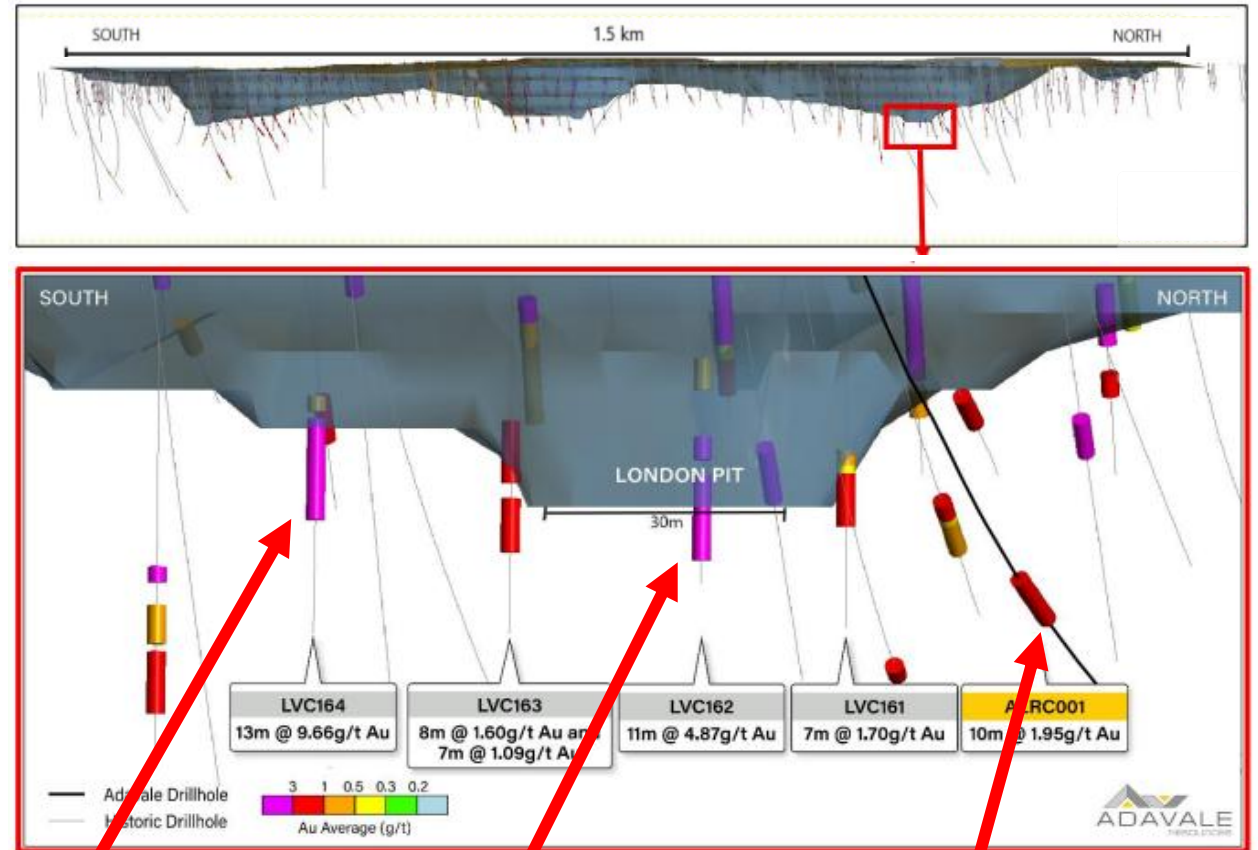 SOUTH
1.5 km
NORTH
SOUTH
NORTH
LONDON PIT
30m
LVC164
13m @ 9.66g/t Au
LVC163
8m @ 1.60g/t Au and
7m @ 1.09g/t Au
LVC162
11m @ 4.87g/t Au
LVC161
7m @ 1.70g/t Au
RC001
10m @ 1.95g/t Au
Adavale Drillhole
Historic Drillhole
3 1 0.5 0.3 0.2
Au Average (g/t)
ADAVALE